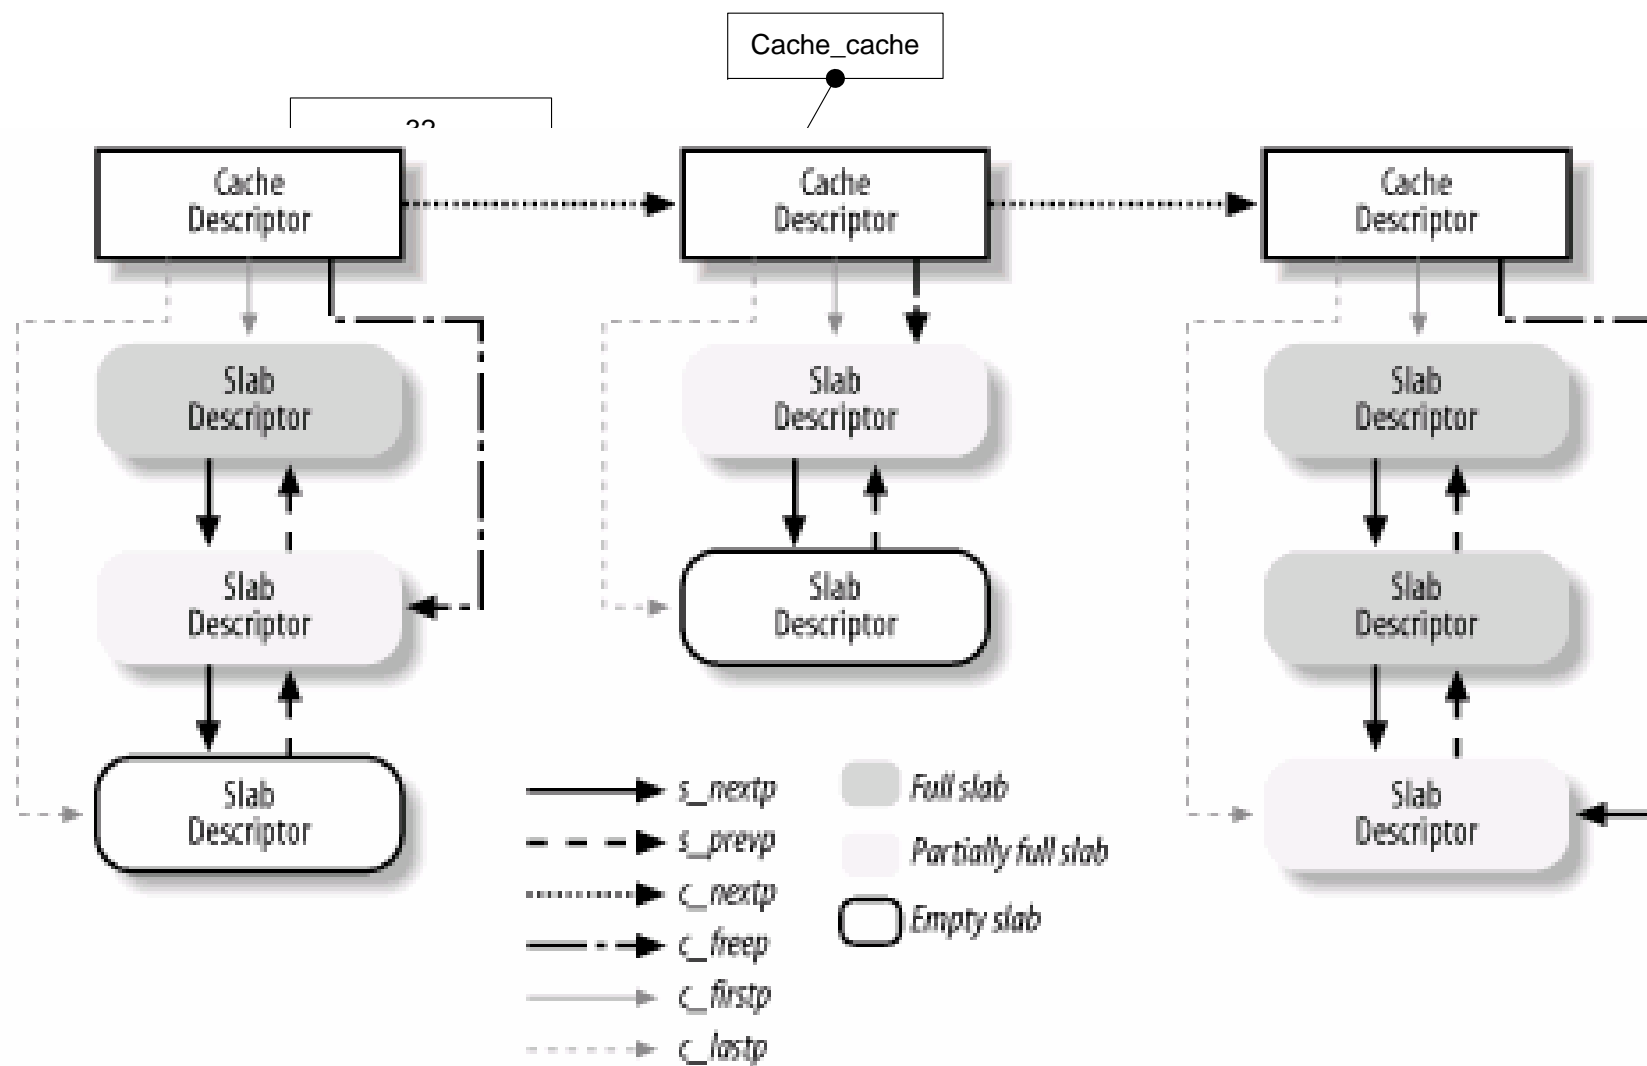 Cache_cache
32
Cache
Descriptor
Cache
Descriptor
Cache
Descriptor
Slab
Descriptor
Slab
Descriptor
Slab
Descriptor
Slab
Descriptor
Slab
Descriptor
Slab
Descriptor
Slab
Descriptor
Slab
Descriptor
s_nextp
s_prevp
c_nextp
c_freep
c_firstp
c_lastp
Full slab
Partially full slab
Empty slab